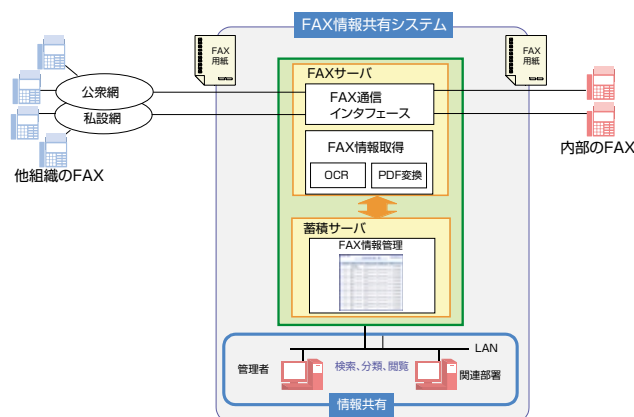 FAX情報共有システム
FAX
用紙
FAX
用紙
FAXサーバ
公衆網
私設網
FAX通信
インタフェース
他組織のFAX
内部のFAX
FAX情報取得
OCR
PDF変換
蓄積サーバ
FAX情報管理
LAN
管理者
検索、分類、閲覧
関連部署
情報共有